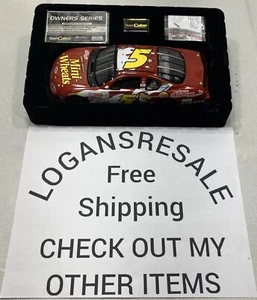 OWNERS SERIES
Mini-Wheats
5
LOGANSRESALE
Free
Shipping
CHECK OUT MY
OTHER ITEMS